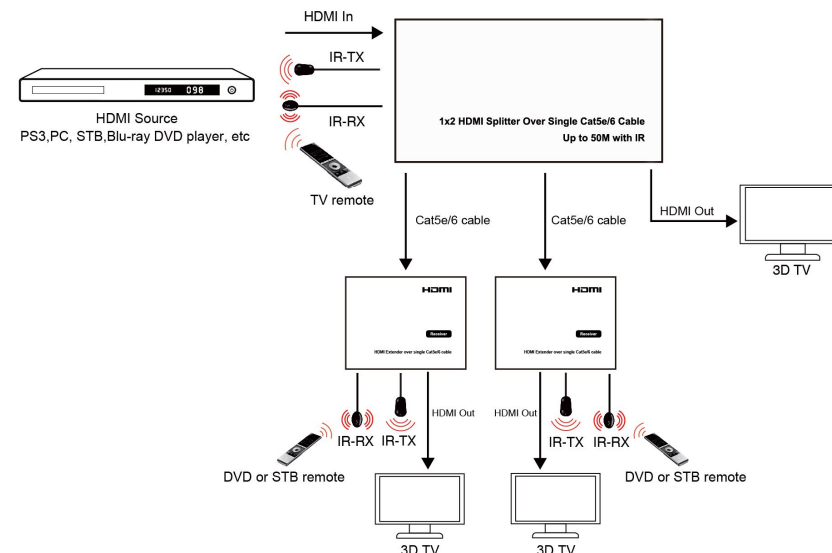 HDMI In
IR-TX
12350 098
HDMI Source
PS3,PC, STB,Blu-ray DVD player, etc
IR-RX
TV remote
1x2 HDMI Splitter Over Single Cat5e/6 Cable
Up to 50M with IR
Cat5e/6 cable
Cat5e/6 cable
HDMI Out
3D TV
HDMI
Receiver
HDMI Extender over single Cat5e/6 cable
HDMI
Receiver
HDMI Extender over single Cat5e/6 cable
IR-RX
IR-TX
HDMI Out
DVD or STB remote
3D TV
HDMI Out
IR-TX
IR-RX
DVD or STB remote
3D TV